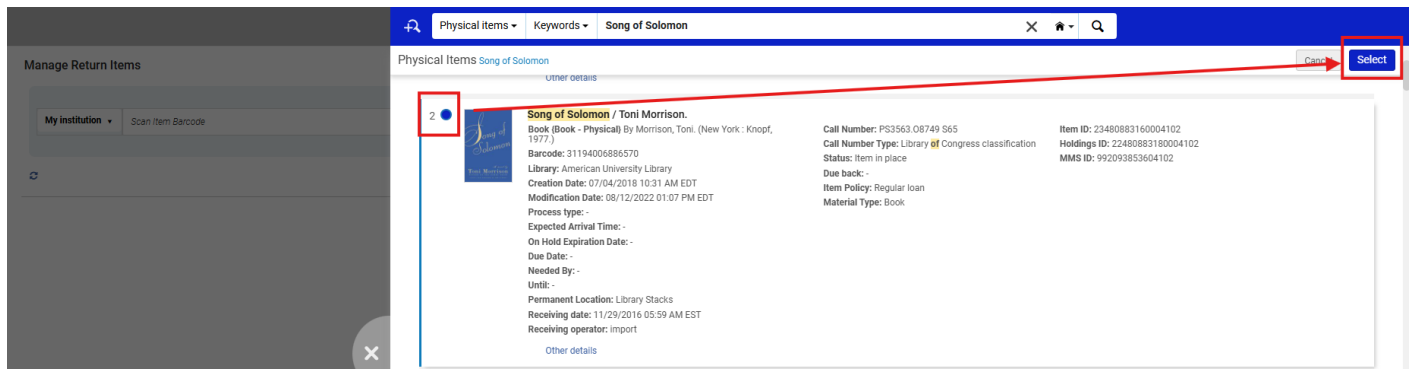 Physical items
Keywords
Song of Solomon
Manage Return Items
Physical Items Song of Solomon
Select
Other details
My institution
Scan Item Barcode
2
Song of Solomon / Toni Morrison.
Book (Book - Physical) By Morrison, Toni. (New York : Knopf, 1977.)
Barcode: 31194006886570
Library: American University Library
Creation Date: 07/04/2018 10:31 AM EDT
Modification Date: 08/12/2022 01:07 PM EDT
Process type: -
Expected Arrival Time: -
On Hold Expiration Date: -
Due Date: -
Needed By: -
Until: -
Permanent Location: Library Stacks
Receiving date: 11/29/2016 05:59 AM EST
Receiving operator: import
Other details
Call Number: PS3563.O8749 S65
Call Number Type: Library of Congress classification
Status: Item in place
Due back: -
Item Policy: Regular loan
Material Type: Book
Item ID: 23480883160004102
Holdings ID: 22480883180004102
MMS ID: 992093853604102
Song of
Solomon
Toni Morrison